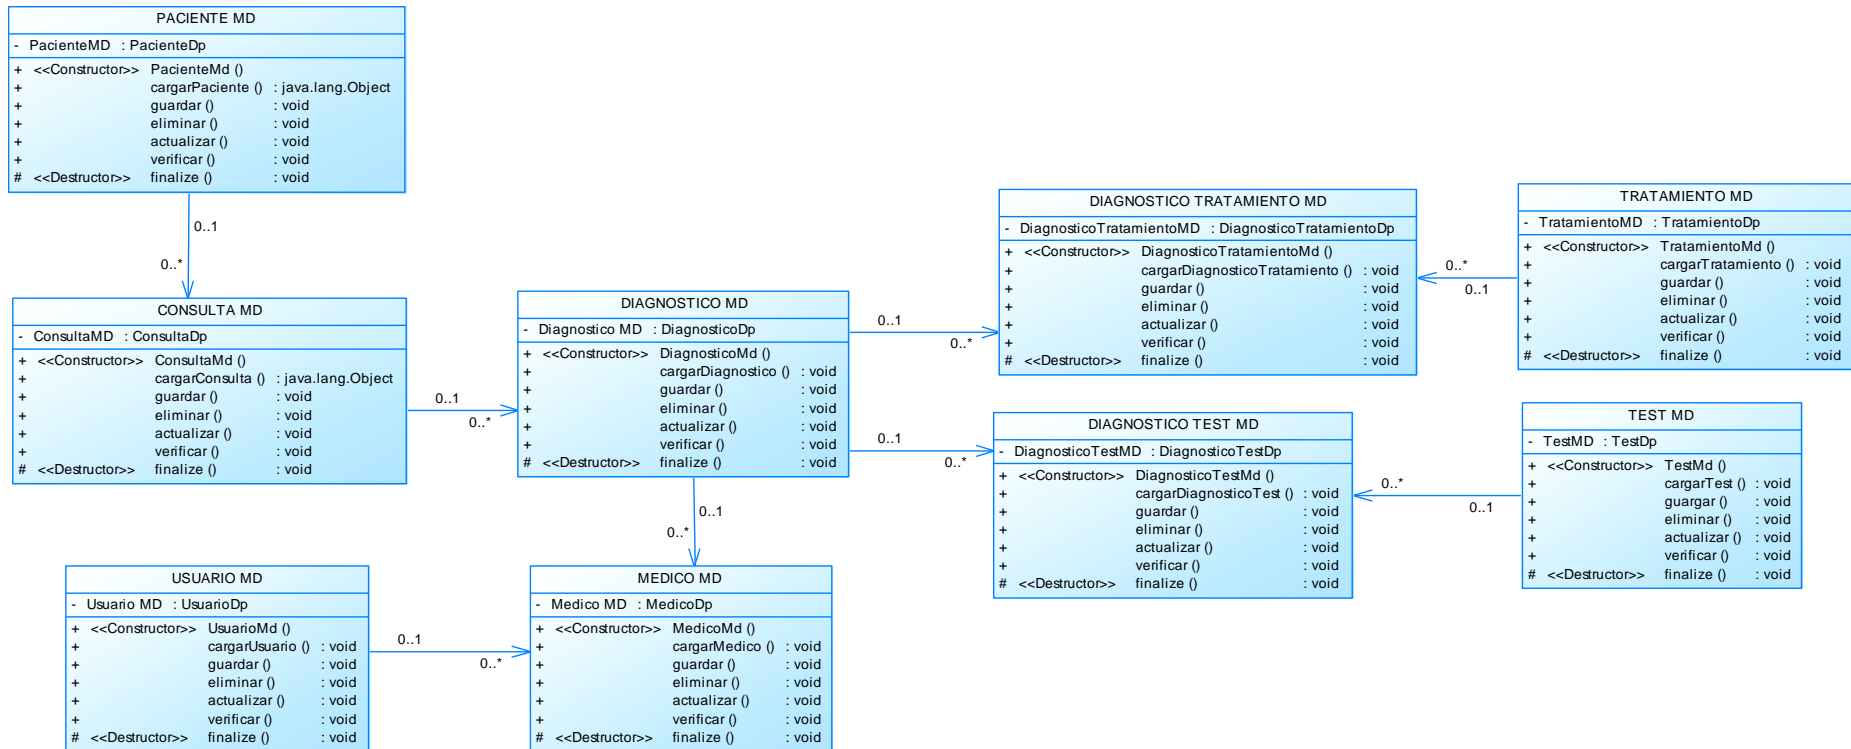 PACIENTE MD
- PacienteMD : PacienteDp
+ <<Constructor>> PacienteMd ()
+ cargarPaciente () : java.lang.Object
+ guardar () : void
+ eliminar () : void
+ actualizar () : void
+ verificar () : void
# <<Destructor>> finalize () : void
0..1
0..*
CONSULTA MD
- ConsultaMD : ConsultaDp
+ <<Constructor>> ConsultaMd ()
+ cargarConsulta () : java.lang.Object
+ guardar () : void
+ eliminar () : void
+ actualizar () : void
+ verificar () : void
# <<Destructor>> finalize () : void
0..1
0..*
DIAGNOSTICO MD
- Diagnostico MD : DiagnosticoDp
+ <<Constructor>> DiagnosticoMd ()
+ cargarDiagnostico () : void
+ guardar () : void
+ eliminar () : void
+ actualizar () : void
+ verificar () : void
# <<Destructor>> finalize () : void
0..1
0..*
0..1
0..*
0..1
0..*
DIAGNOSTICO TRATAMIENTO MD
- DiagnosticoTratamientoMD : DiagnosticoTratamientoDp
+ <<Constructor>> DiagnosticoTratamientoMd ()
+ cargarDiagnosticoTratamiento () : void
+ guardar () : void
+ eliminar () : void
+ actualizar () : void
+ verificar () : void
# <<Destructor>> finalize () : void
0..*
0..1
TRATAMIENTO MD
- TratamientoMD : TratamientoDp
+ <<Constructor>> TratamientoMd ()
+ cargarTratamiento () : void
+ guardar () : void
+ eliminar () : void
+ actualizar () : void
+ verificar () : void
# <<Destructor>> finalize () : void
DIAGNOSTICO TEST MD
- DiagnosticoTestMD : DiagnosticoTestDp
+ <<Constructor>> DiagnosticoTestMd ()
+ cargarDiagnosticoTest () : void
+ guardar () : void
+ eliminar () : void
+ actualizar () : void
+ verificar () : void
# <<Destructor>> finalize () : void
0..*
0..1
TEST MD
- TestMD : TestDp
+ <<Constructor>> TestMd ()
+ cargarTest () : void
+ guargar () : void
+ eliminar () : void
+ actualizar () : void
+ verificar () : void
# <<Destructor>> finalize () : void
USUARIO MD
- Usuario MD : UsuarioDp
+ <<Constructor>> UsuarioMd ()
+ cargarUsuario () : void
+ guardar () : void
+ eliminar () : void
+ actualizar () : void
+ verificar () : void
# <<Destructor>> finalize () : void
0..1
0..*
MEDICO MD
- Medico MD : MedicoDp
+ <<Constructor>> MedicoMd ()
+ cargarMedico () : void
+ guardar () : void
+ eliminar () : void
+ actualizar () : void
+ verificar () : void
# <<Destructor>> finalize () : void